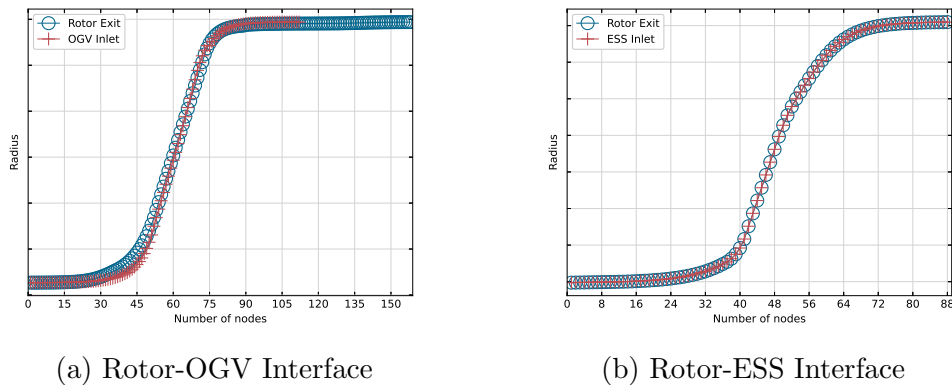 Rotor Exit
OGV Inlet
Radius
0 15 30 45 60 75 90 105 120 135 150
Number of nodes
(a) Rotor-OGV Interface
Rotor Exit
ESS Inlet
Radius
1 8 16 24 32 40 48 56 64 72 80 88
Number of nodes
(b) Rotor-ESS Interface